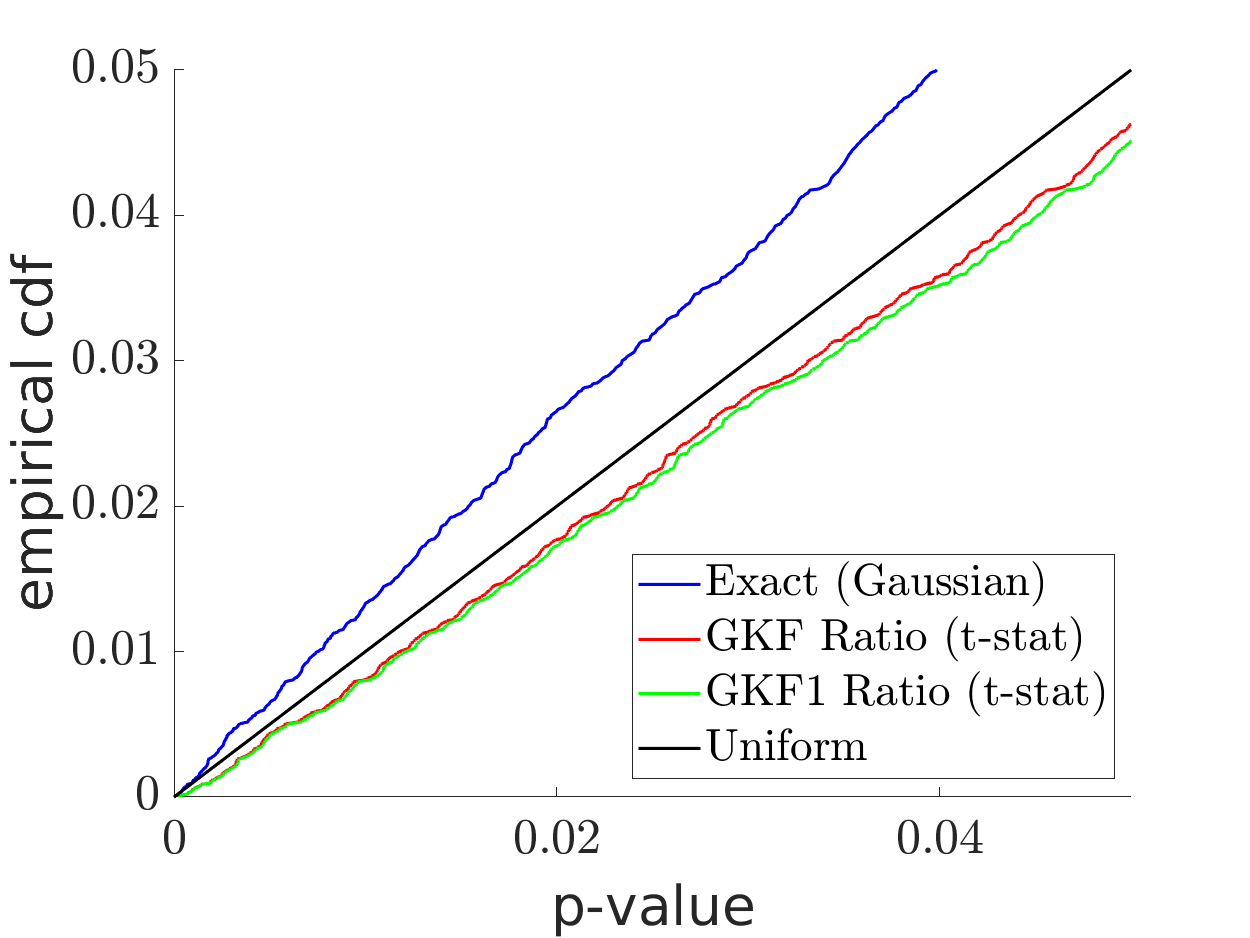 0.05
0.04
0.03
0.02
0.01
0
empirical cdf
Exact (Gaussian)
GKF Ratio (t-stat)
GKF1 Ratio (t-stat)
Uniform
0
0.02
0.04
p-value